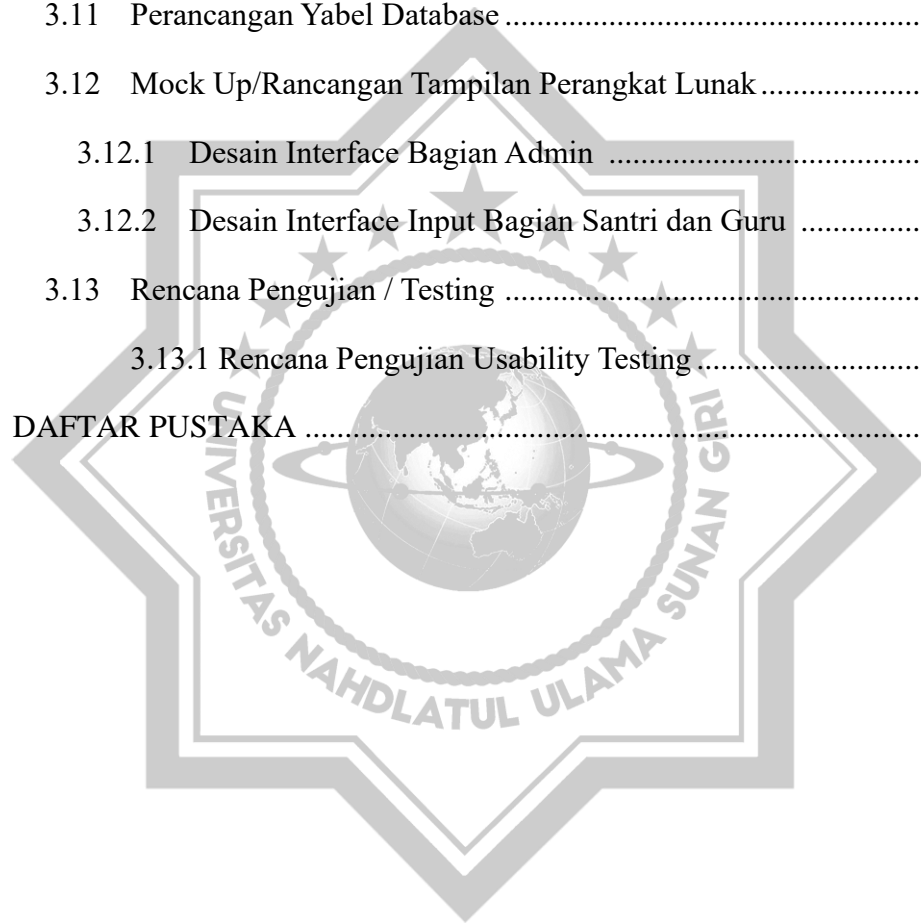 3.11 Perancangan Yabel Database ....................................................
3.12 Mock Up/Rancangan Tampilan Perangkat Lunak ....................
3.12.1 Desain Interface Bagian Admin .......................................
3.12.2 Desain Interface Input Bagian Santri dan Guru ...............
3.13 Rencana Pengujian / Testing ....................................................
3.13.1 Rencana Pengujian Usability Testing ............................
DAFTAR PUSTAKA .............................................................................
UNIVERSITAS NAHDLATUL ULAMA SUNAN GIRI